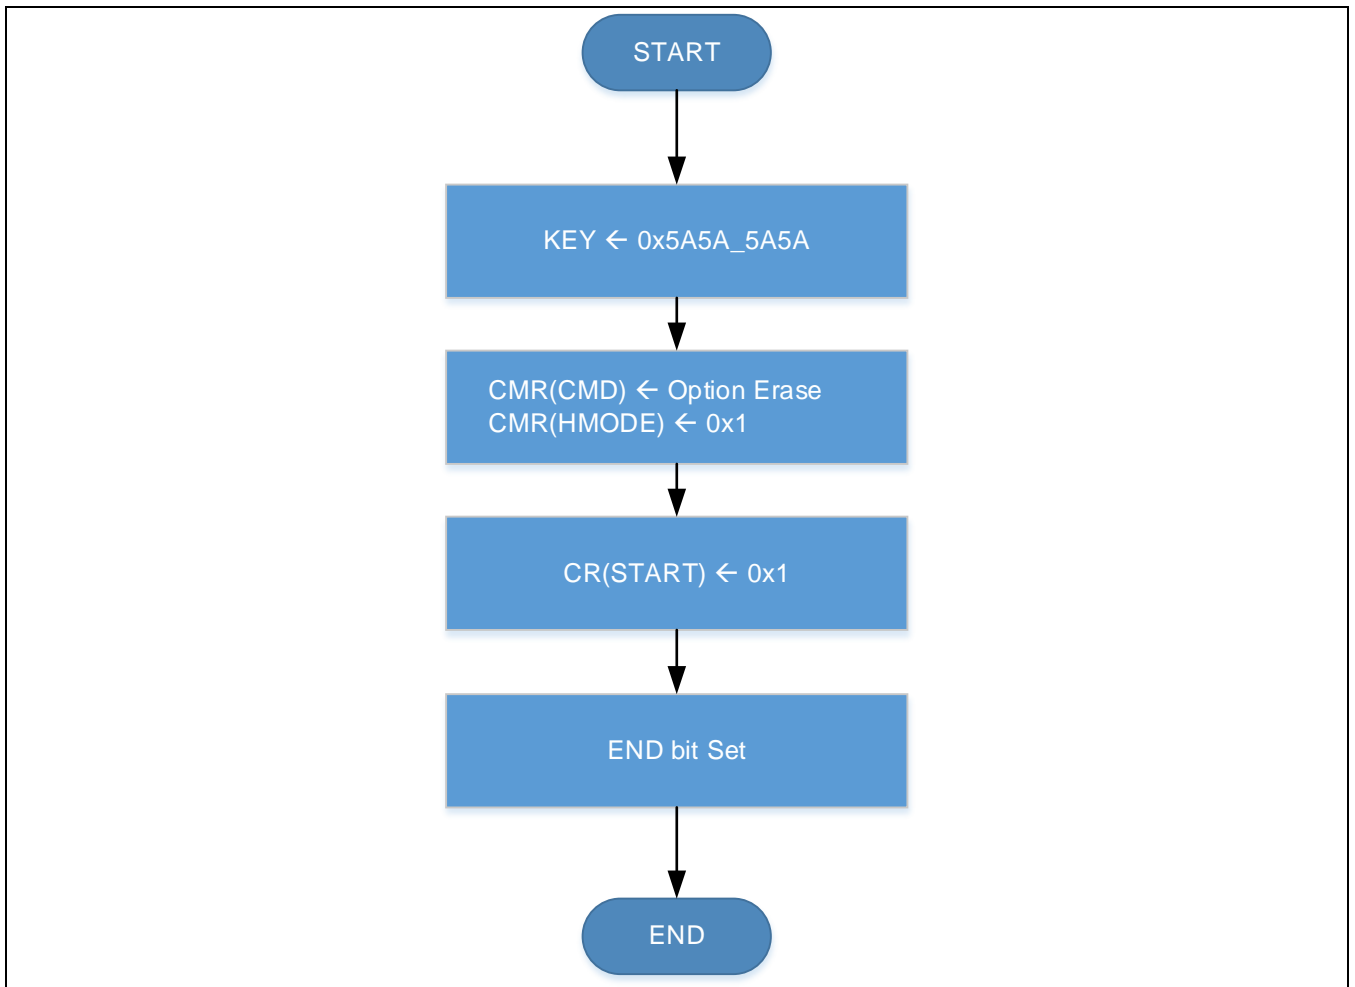 START
KEY ← 0x5A5A_5A5A
CMR(CMD) ← Option Erase
CMR(HMODE) ← 0x1
CR(START) ← 0x1
END bit Set
END